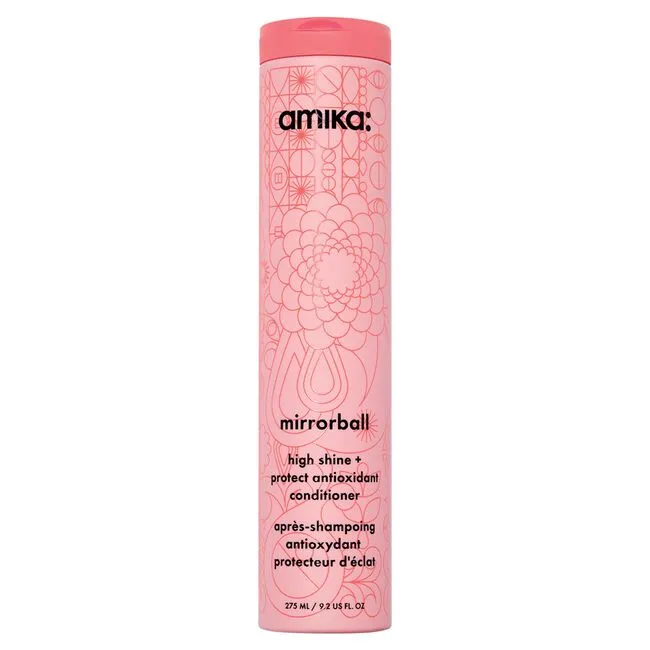 amika:
mirrorball
high shine +
protect antioxidant
conditioner
après-shampoing
antioxydant
protecteur d'éclat
275 ML / 9.2 US FL. OZ